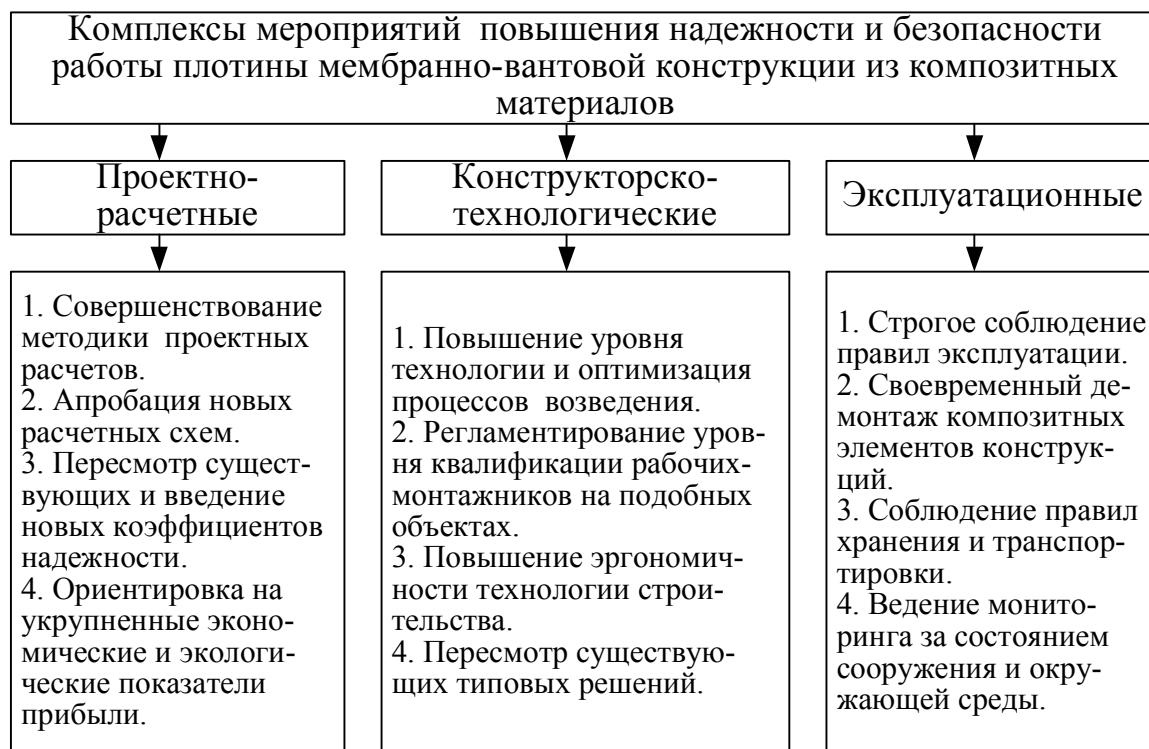 Комплексы мероприятий повышения надежности и безопасности
работы плотины мембранно-вантовой конструкции из композитных
материалов
Проектно-
расчетные
Конструкторско-
технологические
Эксплуатационные
1. Совершенствование
методики проектных
расчетов.
2. Апробация новых
расчетных схем.
3. Пересмотр сущест-
вующих и введение
новых коэффициентов
надежности.
4. Ориентировка на
укрупненные эконо-
мические и экологи-
ческие показатели
прибыли.
1. Повышение уровня
технологии и оптимизация
процессов возведения.
2. Регламентирование уров-
ня квалификации рабочих-
монтажников на подобных
объектах.
3. Повышение эргономич-
ности технологии строи-
тельства.
4. Пересмотр существую-
щих типовых решений.
1. Строгое соблюдение
правил эксплуатации.
2. Своевременный де-
монтаж композитных
элементов конструк-
ций.
3. Соблюдение правил
хранения и транспор-
тировки.
4. Ведение монито-
ринга за состоянием
сооружения и окру-
жающей среды.